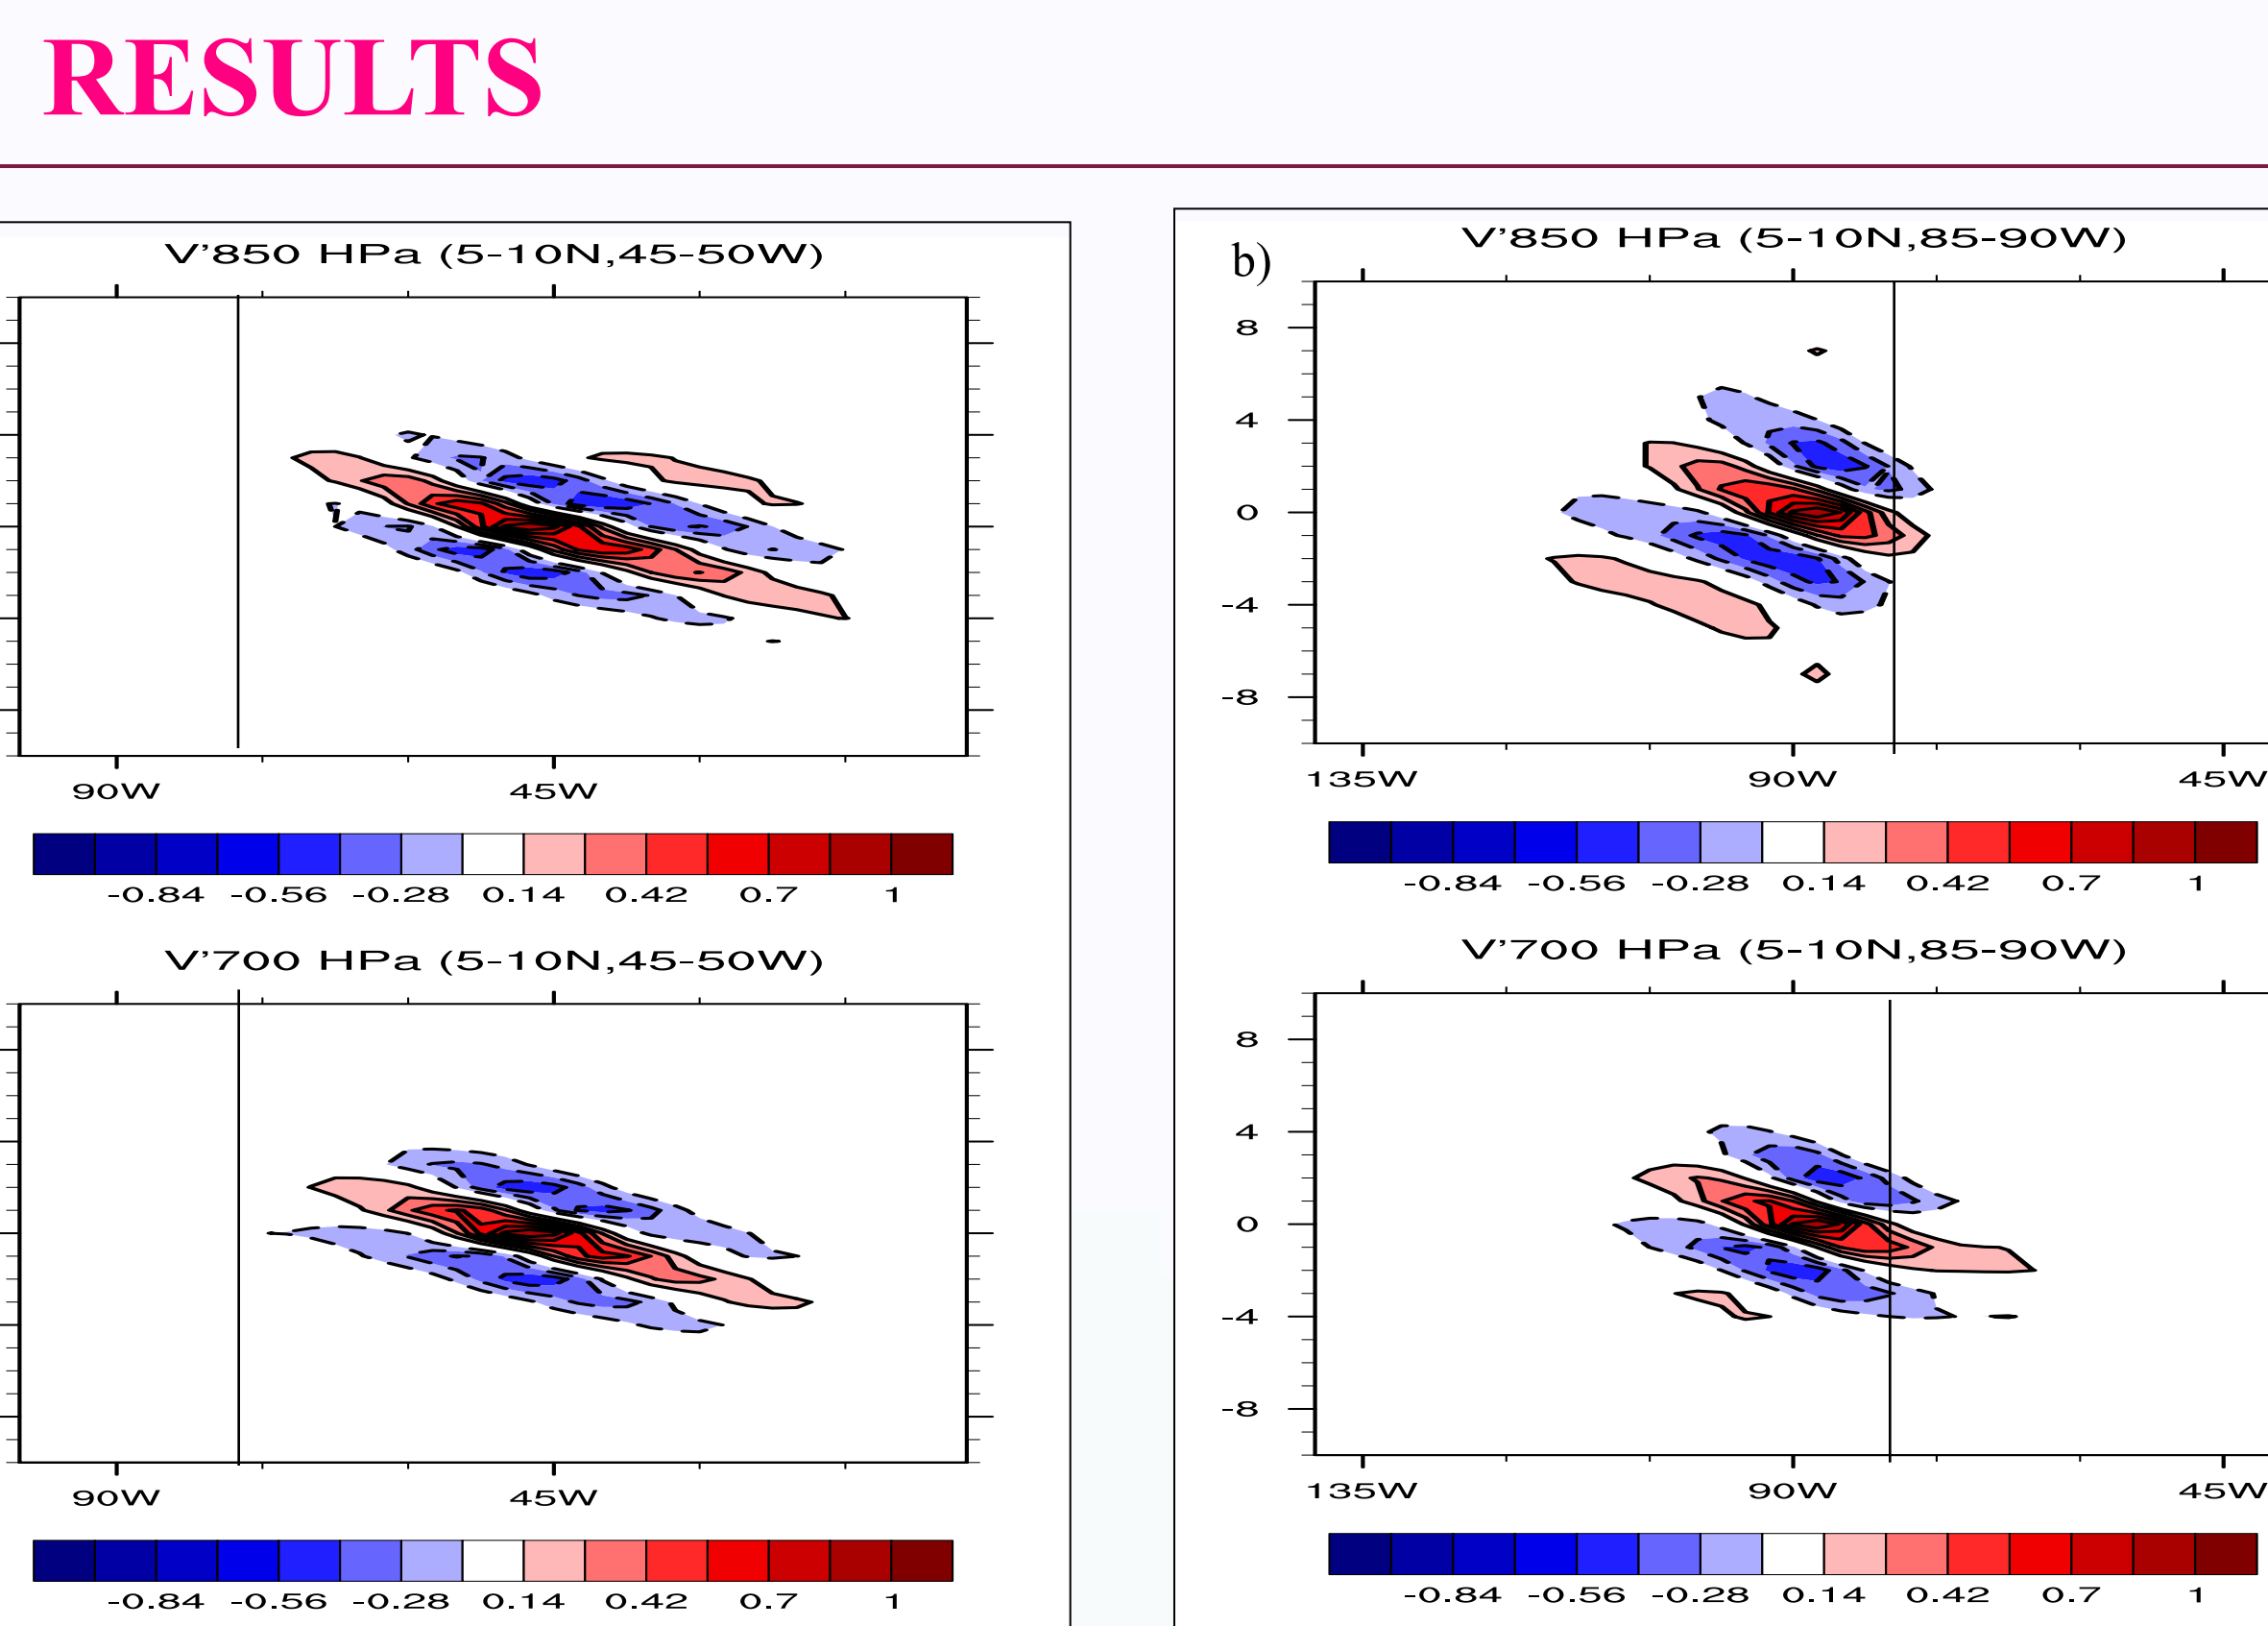 RESULTS
V'850 HPa (5-10N,45-50W)
90W 45W
-0.84 -0.56 -0.28 0.14 0.42 0.7 1
V'700 HPa (5-10N,45-50W)
90W 45W
-0.84 -0.56 -0.28 0.14 0.42 0.7 1
b)
V'850 HPa (5-10N,85-90W)
8
4
0
-4
-8
135W 90W 45W
-0.84 -0.56 -0.28 0.14 0.42 0.7 1
V'700 HPa (5-10N,85-90W)
8
4
0
-4
-8
135W 90W 45W
-0.84 -0.56 -0.28 0.14 0.42 0.7 1